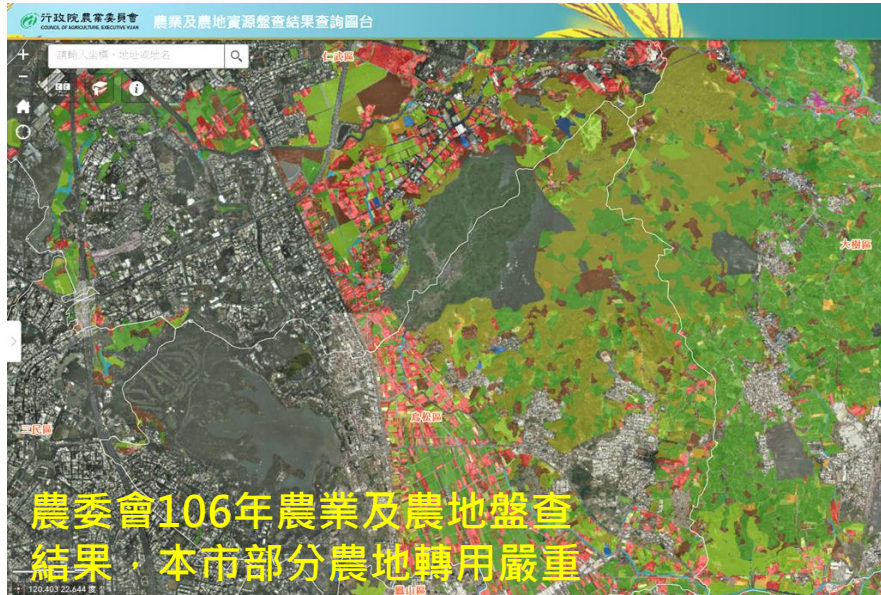 行政院農業委員會
COUNCIL OF AGRICULTURE, EXECUTIVE YUAN
農業及農地資源盤查結果查詢圖台
請輸入坐標，地址或地名
仁武區
大樹區
鳥松區
三民區
農委會106年農業及農地盤查
結果，本市部分農地轉用嚴重
120.403 22.644 度
鳳山區